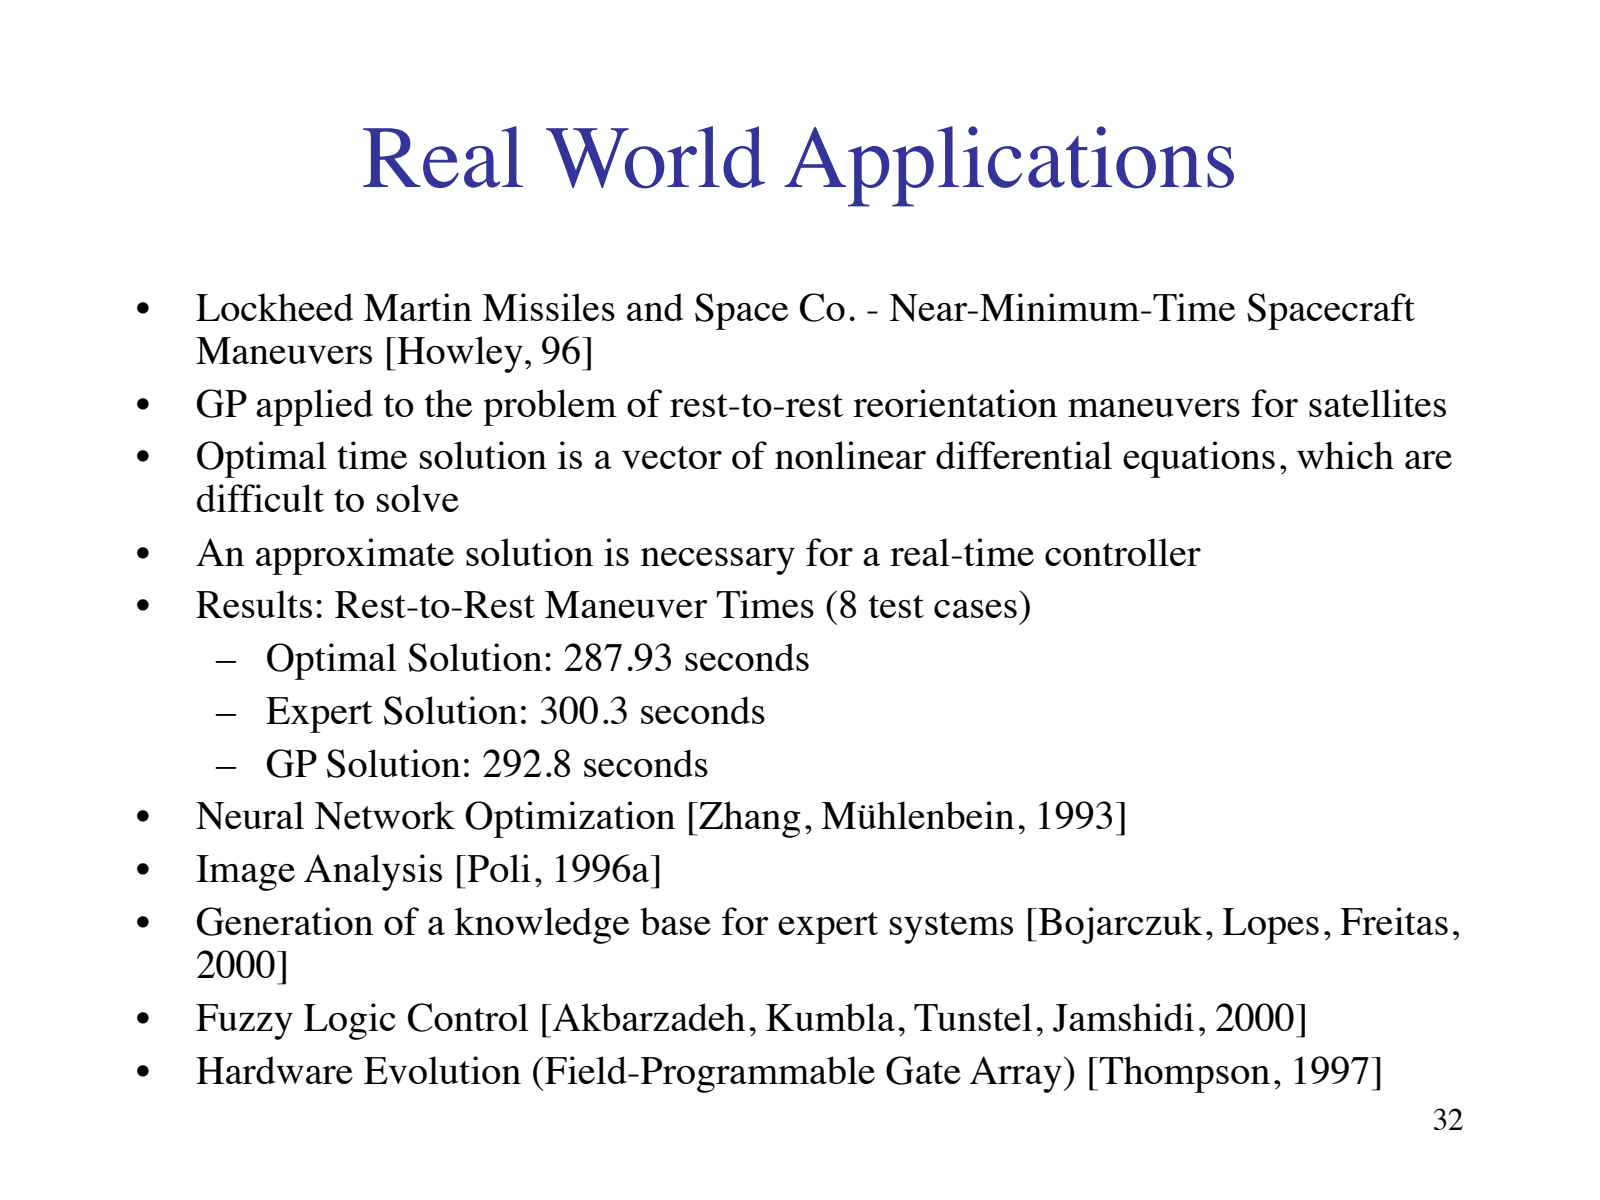 Real World Applications
• Lockheed Martin Missiles and Space Co. - Near-Minimum-Time Spacecraft
Maneuvers [Howley, 96]
• GP applied to the problem of rest-to-rest reorientation maneuvers for satellites
• Optimal time solution is a vector of nonlinear differential equations, which are
difficult to solve
• An approximate solution is necessary for a real-time controller
• Results: Rest-to-Rest Maneuver Times (8 test cases)
– Optimal Solution: 287.93 seconds
– Expert Solution: 300.3 seconds
– GP Solution: 292.8 seconds
• Neural Network Optimization [Zhang, Mühlenbein, 1993]
• Image Analysis [Poli, 1996a]
• Generation of a knowledge base for expert systems [Bojarczuk, Lopes, Freitas,
2000]
• Fuzzy Logic Control [Akbarzadeh, Kumbla, Tunstel, Jamshidi, 2000]
• Hardware Evolution (Field-Programmable Gate Array) [Thompson, 1997]
32